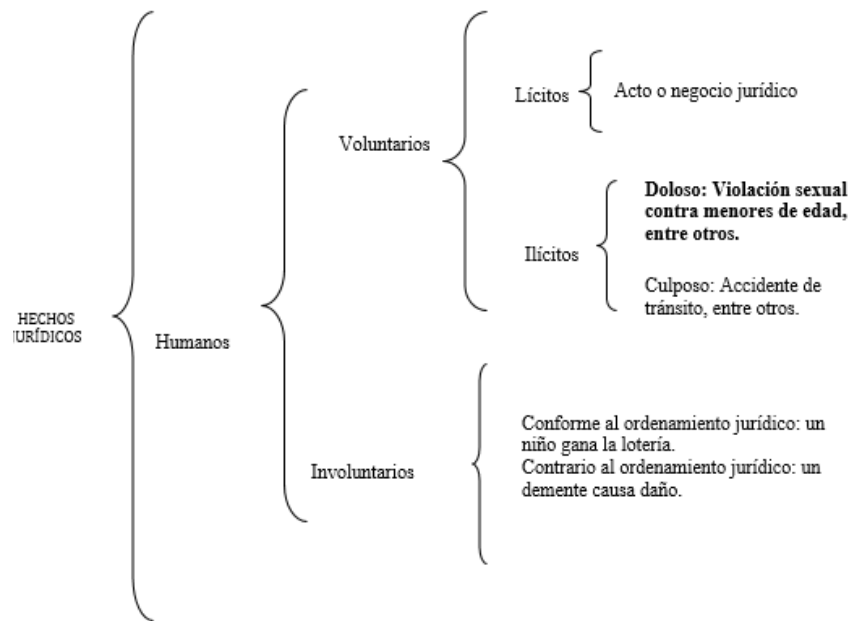 HECHOS
JURÍDICOS
Humanos
Voluntarios
Lícitos
Acto o negocio jurídico
Ilícitos
Doloso: Violación sexual
contra menores de edad,
entre otros.
Culposo: Accidente de
tránsito, entre otros.
Involuntarios
Conforme al ordenamiento jurídico: un
niño gana la lotería.
Contrario al ordenamiento jurídico: un
demente causa daño.